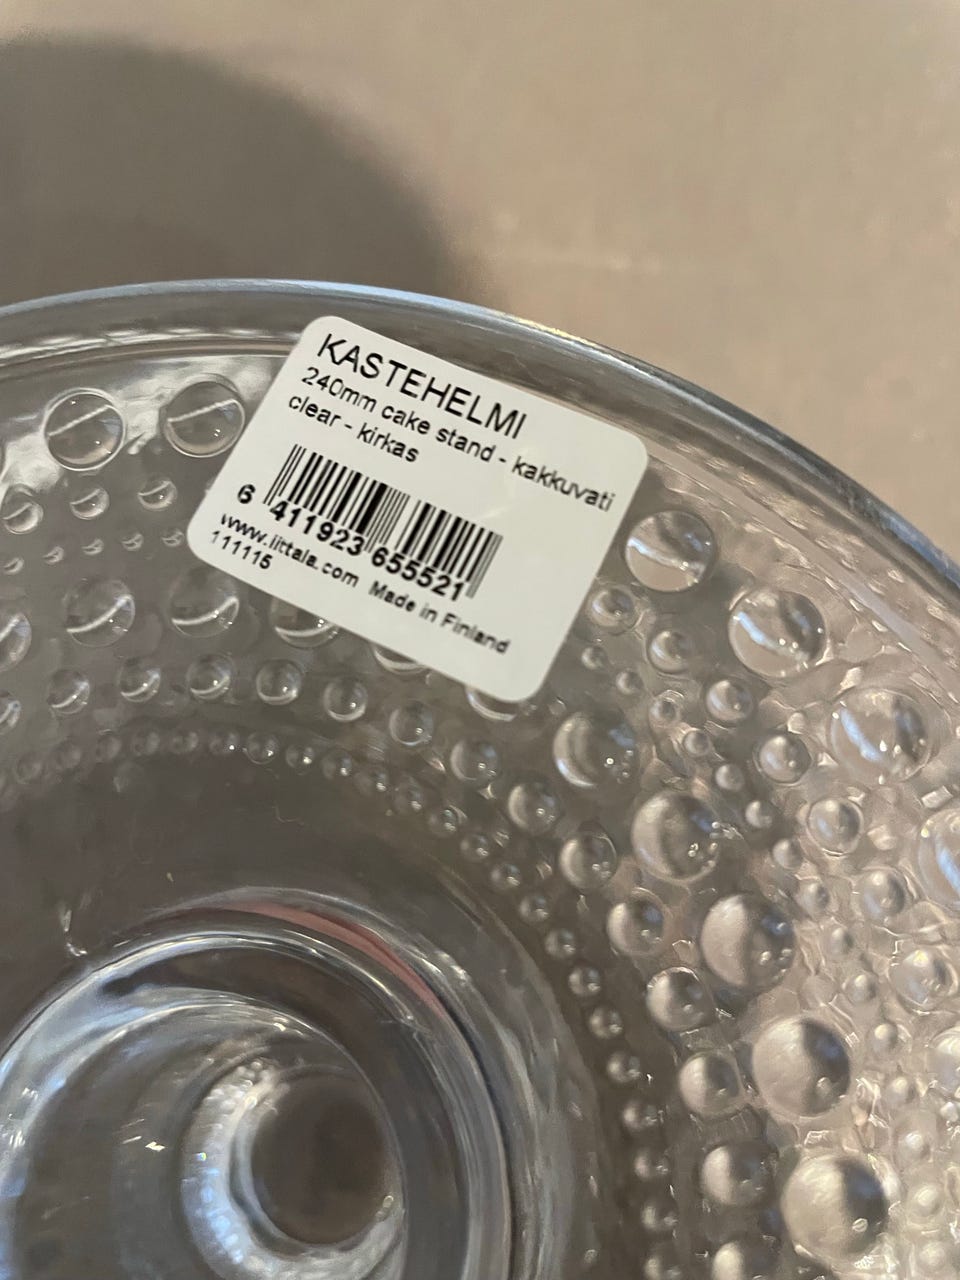 KASTEHELMI
240mm cake stand - kakkuvati
clear - kirkas
6 411923 655521
www.iittala.com Made in Finland
111115